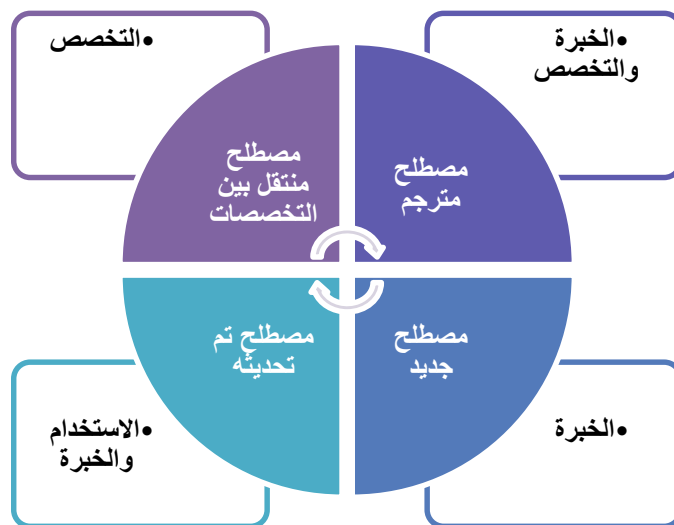 •الخبرة
والتخصص
•التخصص
مصطلح
مترجم
مصطلح
منتقل بين
التخصصات
مصطلح
جديد
مصطلح تم
تحديثه
•الخبرة
•الاستخدام
والخبرة